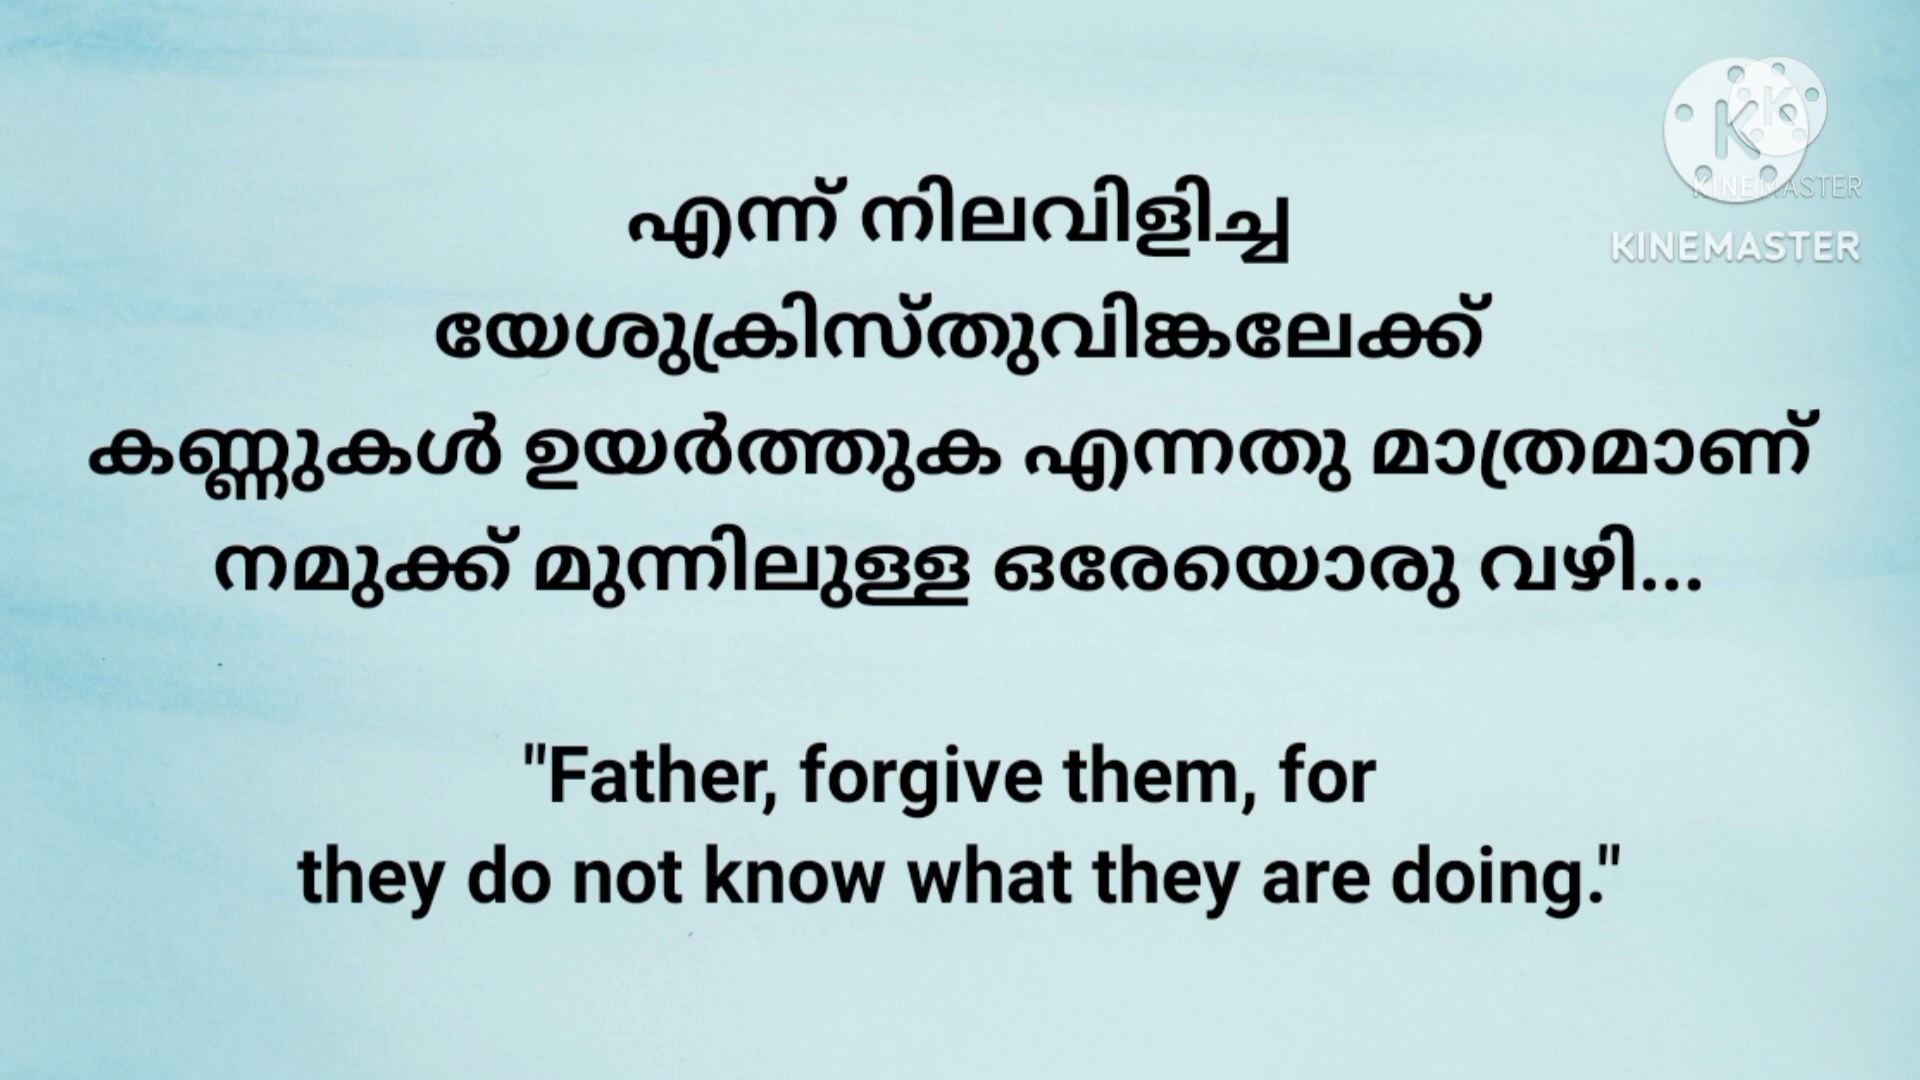 എന്ന് നിലവിളിച്ച
യേശുക്രിസ്തുവിങ്കലേക്ക്
കണ്ണുകൾ ഉയർത്തുക എന്നതു മാത്രമാണ്
നമുക്ക് മുന്നിലുള്ള ഒരേയൊരു വഴി...
"Father, forgive them, for
they do not know what they are doing."
K
K
KINEMASTER
KINEMASTER